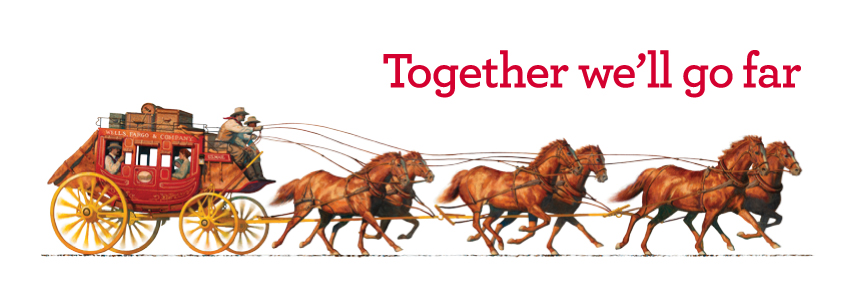 Together we’ll go far
WELLS, FARGO & COMPANY.